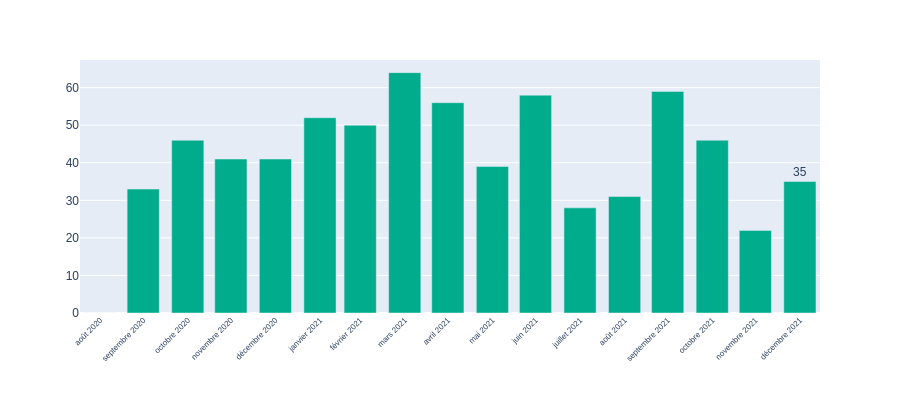 60
50
40
30
20
10
0
35
août 2020
septembre 2020
octobre 2020
novembre 2020
décembre 2020
janvier 2021
février 2021
mars 2021
avril 2021
mai 2021
juin 2021
juillet 2021
août 2021
septembre 2021
octobre 2021
novembre 2021
décembre 2021